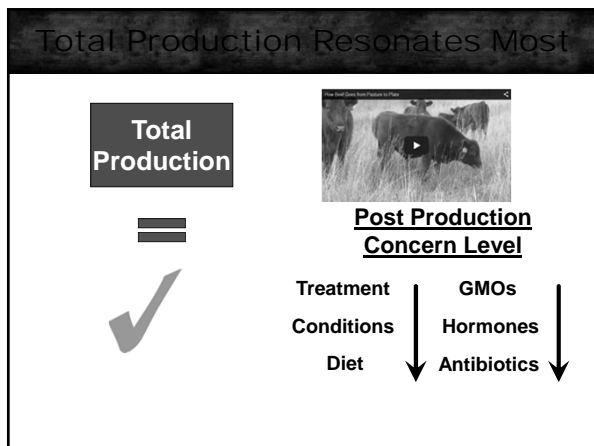 Total Production Resonates Most
Total
Production
How Beef Goes from Pasture to Plate
Post Production
Concern Level
Treatment
GMOs
Conditions
Hormones
Diet
Antibiotics